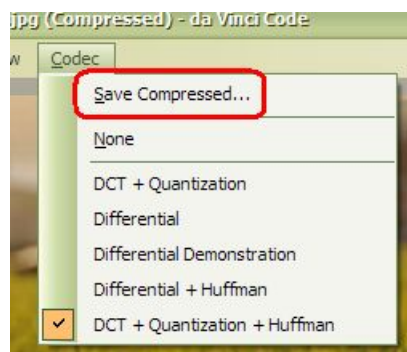 jpg (Compressed) - da Vinci Code
w Codec
Save Compressed...
None
DCT + Quantization
Differential
Differential Demonstration
Differential + Huffman
DCT + Quantization + Huffman